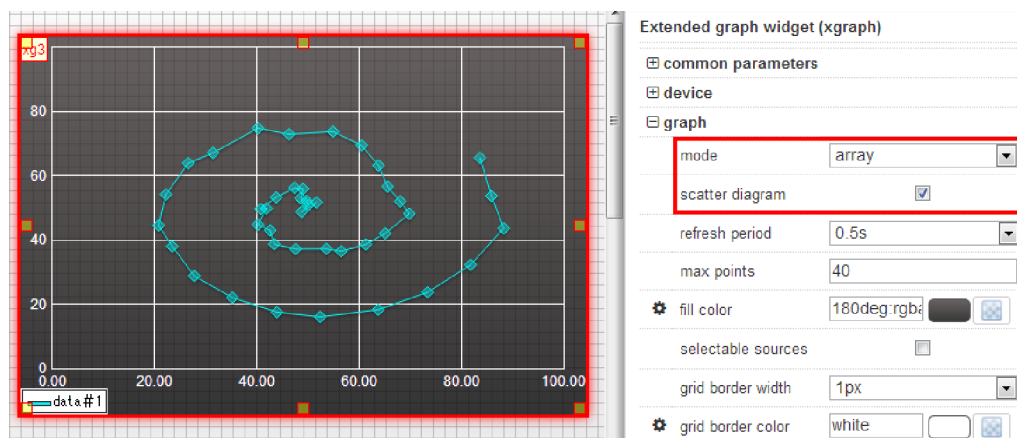 xg3
80
60
40
20
0
0.00 20.00 40.00 60.00 80.00 100.00
data#1
Extended graph widget (xgraph)
common parameters
device
graph
mode array
scatter diagram
refresh period 0.5s
max points 40
fill color 180deg:rgba
selectable sources
grid border width 1px
grid border color white